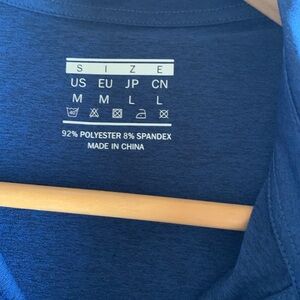 S I Z E
US EU JP CN
M M L L
92% POLYESTER 8% SPANDEX
MADE IN CHINA